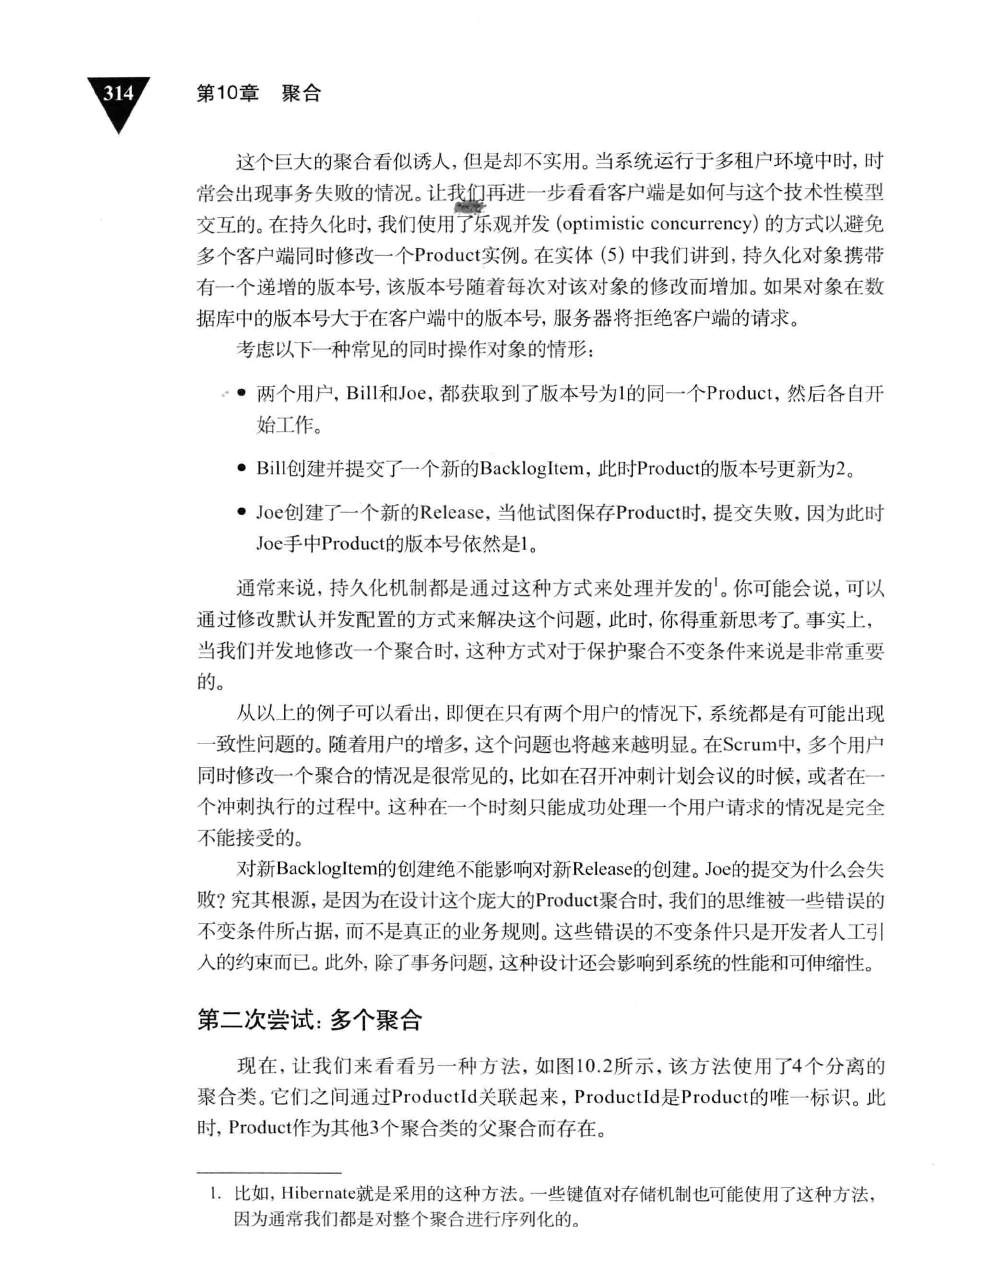 314
第10章 聚合
这个巨大的聚合看似诱人，但是却不实用。当系统运行于多租户环境中时，时
常会出现事务失败的情况。让我们再进一步看看客户端是如何与这个技术性模型
交互的。在持久化时，我们使用了乐观并发 (optimistic concurrency) 的方式以避免
多个客户端同时修改一个Product实例。在实体 (5) 中我们讲到，持久化对象携带
有一个递增的版本号，该版本号随着每次对该对象的修改而增加。如果对象在数
据库中的版本号大于在客户端中的版本号，服务器将拒绝客户端的请求。
考虑以下一种常见的同时操作对象的情形：
● 两个用户，Bill和Joe，都获取到了版本号为1的同一个Product，然后各自开
始工作。
● Bill创建并提交了一个新的BacklogItem，此时Product的版本号更新为2。
● Joe创建了一个新的Release，当他试图保存Product时，提交失败，因为此时
Joe手中Product的版本号依然是1。
通常来说，持久化机制都是通过这种方式来处理并发的¹。你可能会说，可以
通过修改默认并发配置的方式来解决这个问题，此时，你得重新思考了。事实上，
当我们并发地修改一个聚合时，这种方式对于保护聚合不变条件来说是非常重要
的。
从以上的例子可以看出，即便在只有两个用户的情况下，系统都是有可能出现
一致性问题的。随着用户的增多，这个问题也将越来越明显。在Scrum中，多个用户
同时修改一个聚合的情况是很常见的，比如在召开冲刺计划会议的时候，或者在一
个冲刺执行的过程中。这种在一个时刻只能成功处理一个用户请求的情况是完全
不能接受的。
对新BacklogItem的创建绝不能影响对新Release的创建。Joe的提交为什么会失
败？究其根源，是因为在设计这个庞大的Product聚合时，我们的思维被一些错误的
不变条件所占据，而不是真正的业务规则。这些错误的不变条件只是开发者人工引
入的约束而已。此外，除了事务问题，这种设计还会影响到系统的性能和可伸缩性。
第二次尝试：多个聚合
现在，让我们来看看另一种方法，如图10.2所示，该方法使用了4个分离的
聚合类。它们之间通过ProductId关联起来，ProductId是Product的唯一标识。此
时，Product作为其他3个聚合类的父聚合而存在。
1. 比如，Hibernate就是采用的这种方法。一些键值对存储机制也可能使用了这种方法，
因为通常我们都是对整个聚合进行序列化的。